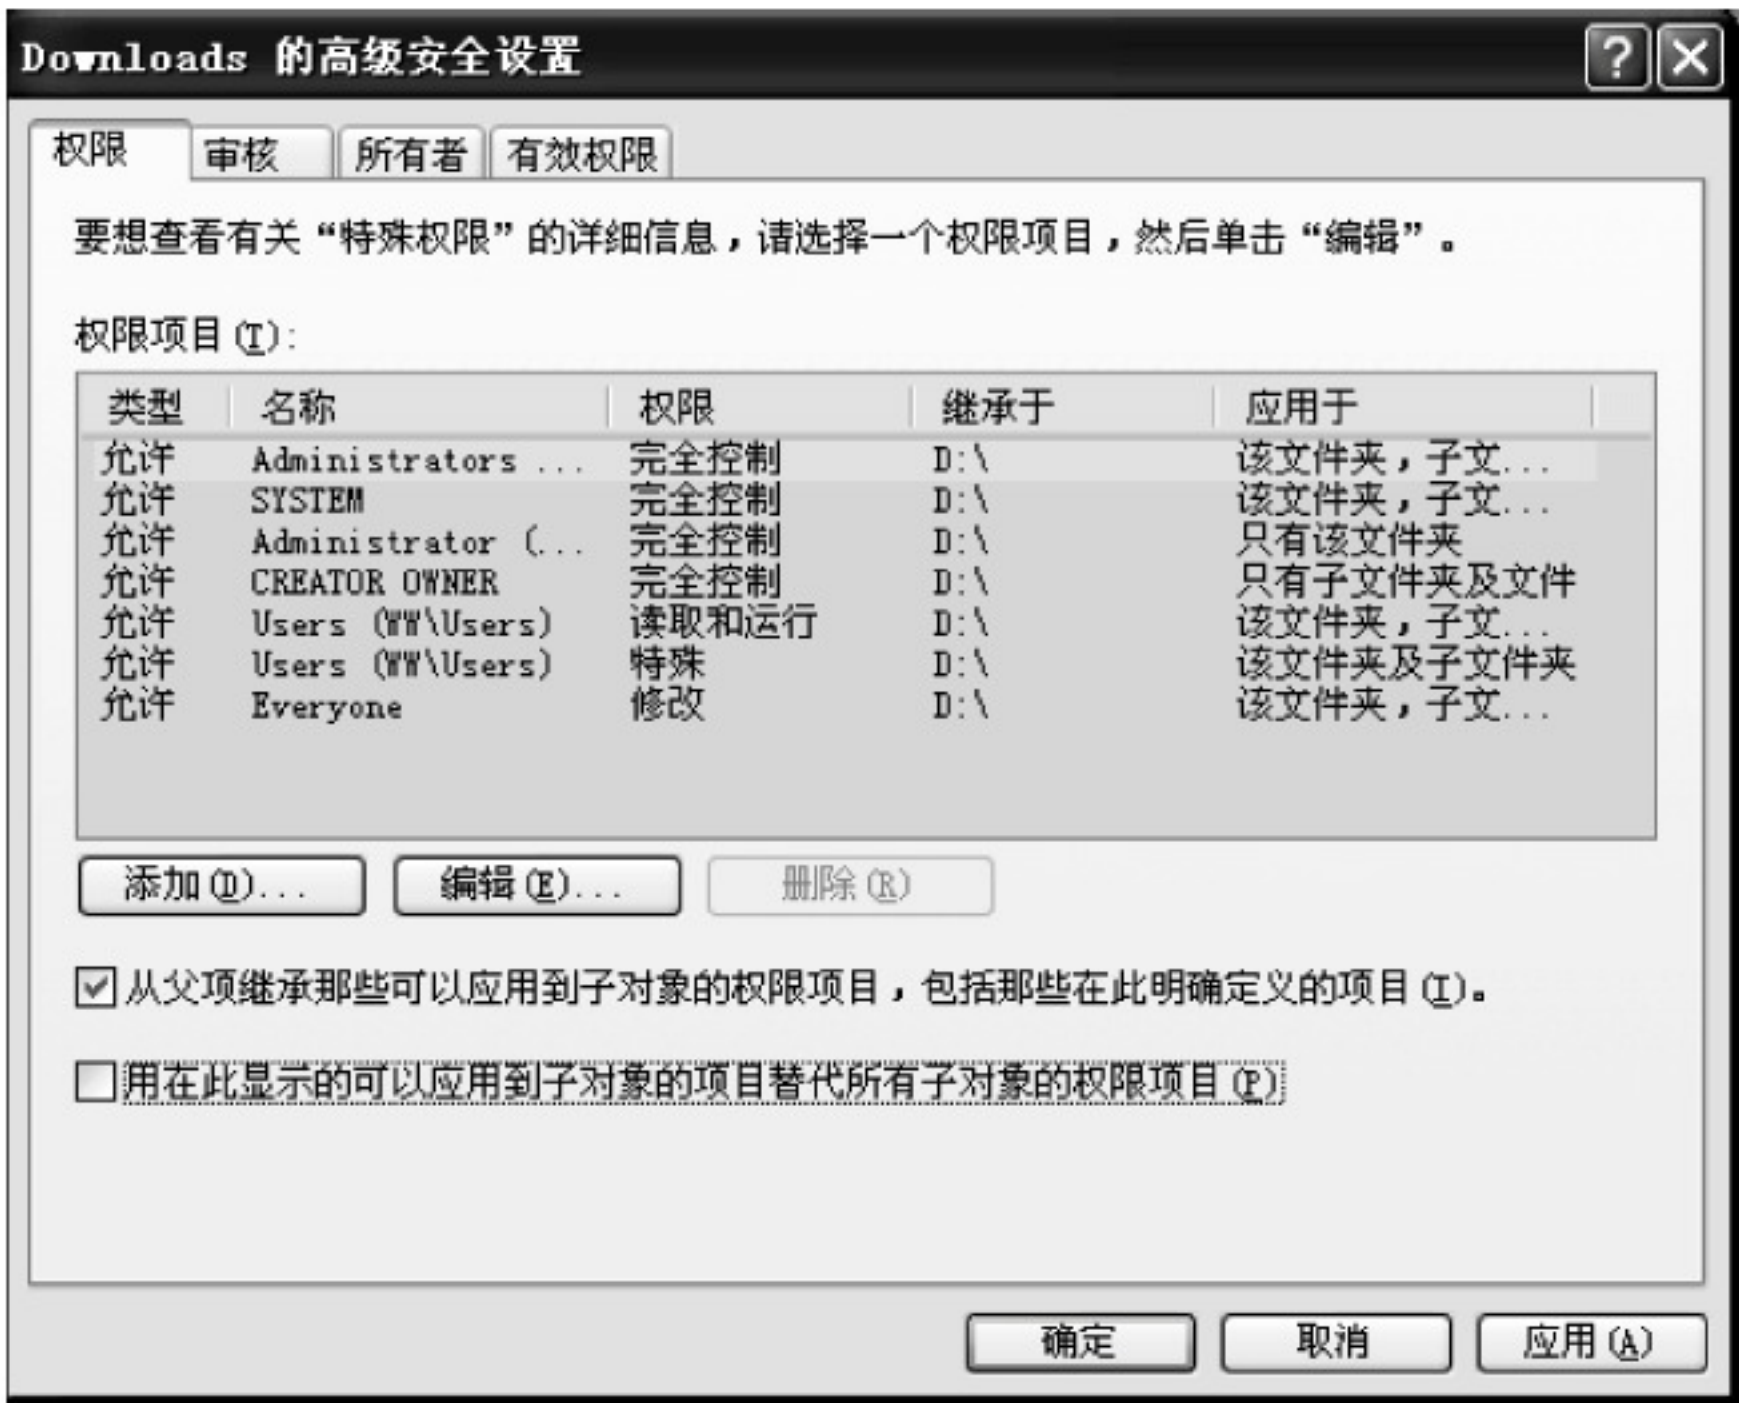 Downloads 的高级安全设置
权限 审核 所有者 有效权限
要想查看有关“特殊权限”的详细信息，请选择一个权限项目，然后单击“编辑”。
权限项目(T):
类型 名称 权限 继承于 应用于
允许 Administrators ... 完全控制 D:\ 该文件夹，子文...
允许 SYSTEM 完全控制 D:\ 该文件夹，子文...
允许 Administrator (... 完全控制 D:\ 只有该文件夹
允许 CREATOR OWNER 完全控制 D:\ 只有子文件夹及文件
允许 Users (WW\Users) 读取和运行 D:\ 该文件夹，子文...
允许 Users (WW\Users) 特殊 D:\ 该文件夹及子文件夹
允许 Everyone 修改 D:\ 该文件夹，子文...
添加(D)... 编辑(E)... 删除(R)
从父项继承那些可以应用到子对象的权限项目，包括那些在此明确定义的项目(I)。
用在此显示的可以应用到子对象的项目替代所有子对象的权限项目(P)
确定 取消 应用(A)